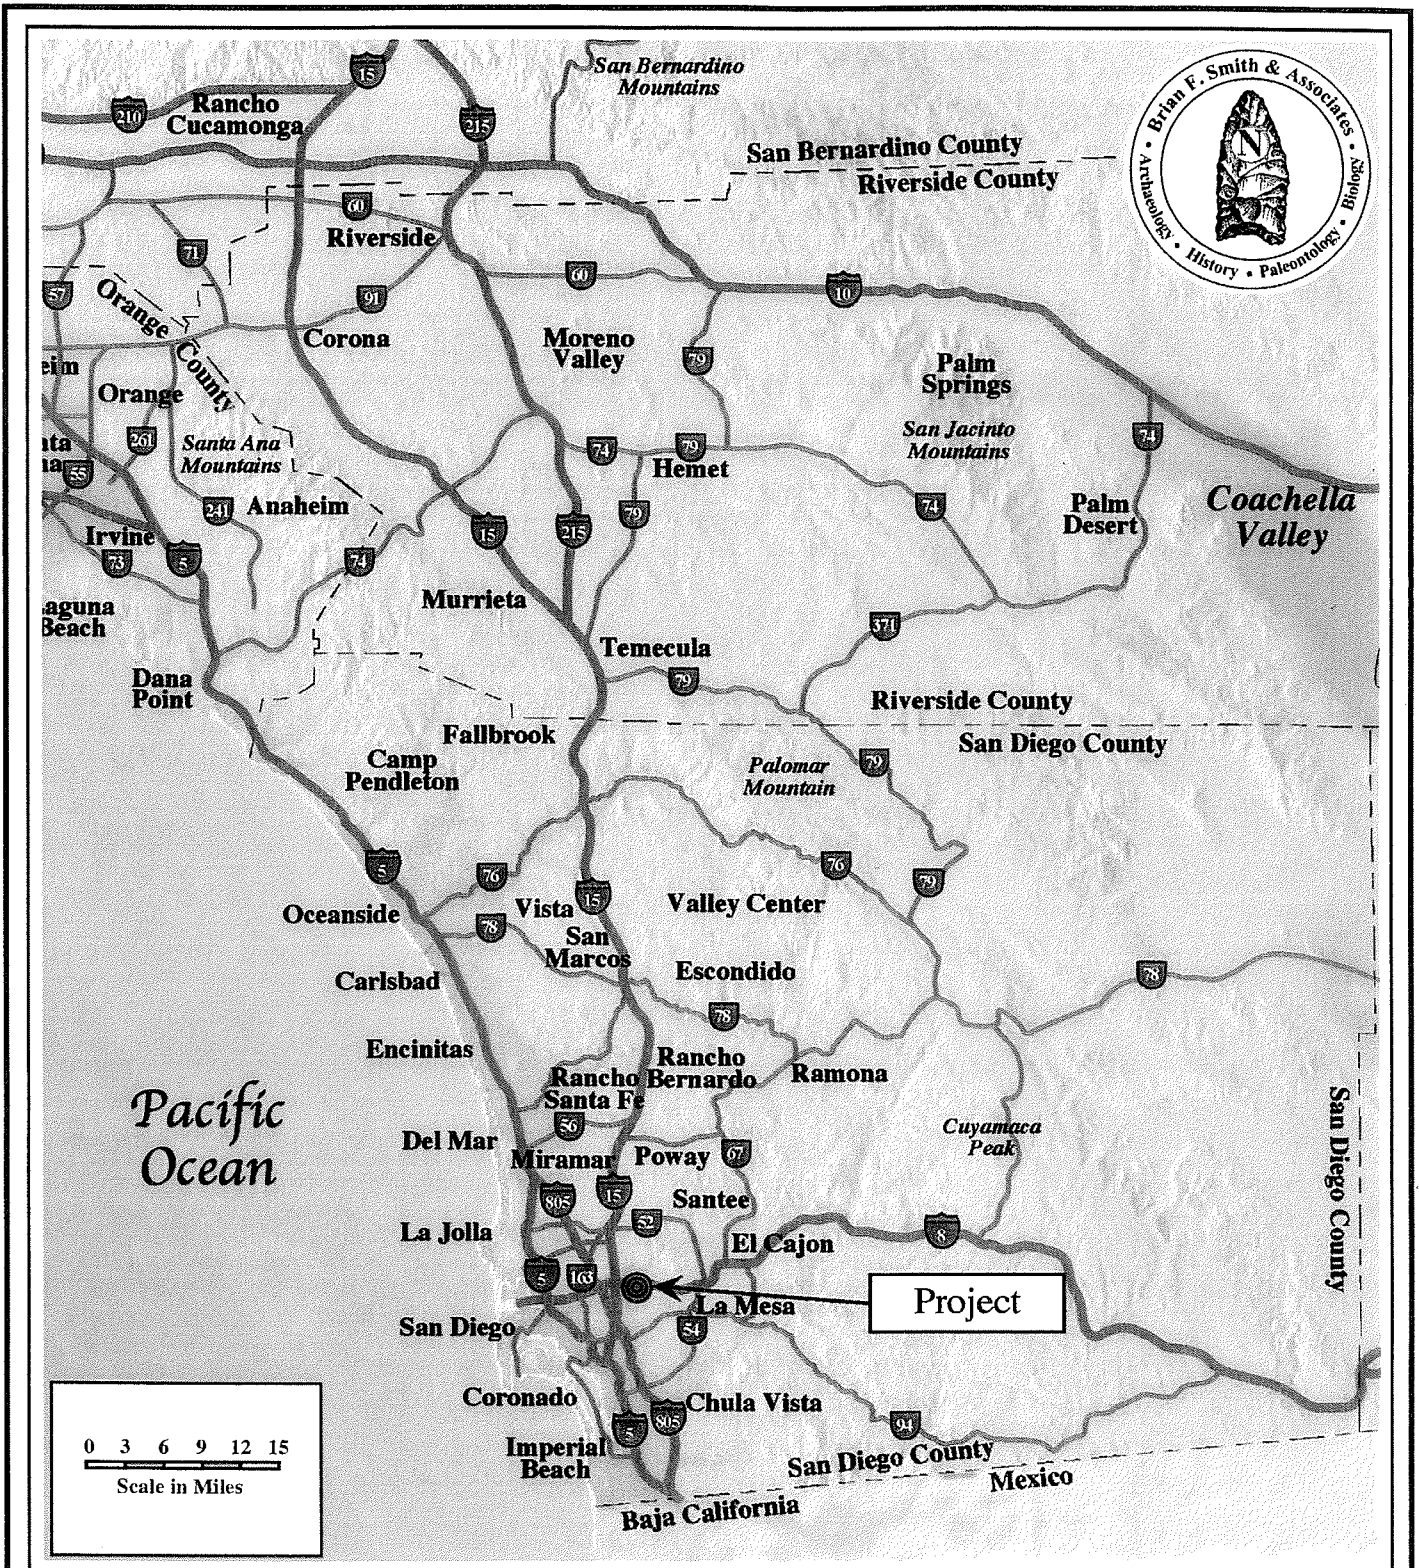 San Bernardino
Mountains
15
210
Rancho
Cucamonga
215
Brian F. Smith & Associates
Archaeology • History • Paleontology • Biology
N
San Bernardino County
Riverside County
60
Riverside
71
60
57
91
10
Orange
County
Corona
Moreno
Valley
79
eim
Palm
Springs
Orange
261
Santa Ana
Mountains
San Jacinto
Mountains
74
nta
na
55
74
79
Hemet
241
Anaheim
79
74
Palm
Desert
Coachella
Valley
15
215
Irvine
73
5
74
Murrieta
aguna
Beach
371
Temecula
79
Dana
Point
Riverside County
San Diego County
Fallbrook
Camp
Pendleton
Palomar
Mountain
79
5
76
76
79
Oceanside
Vista
15
Valley Center
78
San
Marcos
Escondido
78
Carlsbad
78
Encinitas
Rancho
Bernardo
Ramona
Rancho
Santa Fe
Pacific
Ocean
56
Cuyamaca
Peak
Del Mar
Miramar
Poway
67
San Diego County
805
15
Santee
52
La Jolla
El Cajon
8
5
163
Project
La Mesa
San Diego
54
Coronado
Chula Vista
805
5
94
Imperial
Beach
San Diego County
Mexico
Baja California
0 3 6 9 12 15
Scale in Miles